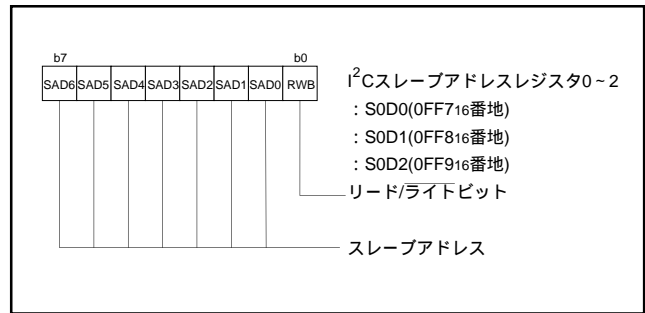 b7 b0
SAD6 SAD5 SAD4 SAD3 SAD2 SAD1 SAD0 RWB
I²Cスレーブアドレスレジスタ0~2
:S0D0(0FF7₁₆番地)
:S0D1(0FF8₁₆番地)
:S0D2(0FF9₁₆番地)
リード/ライトビット
スレーブアドレス